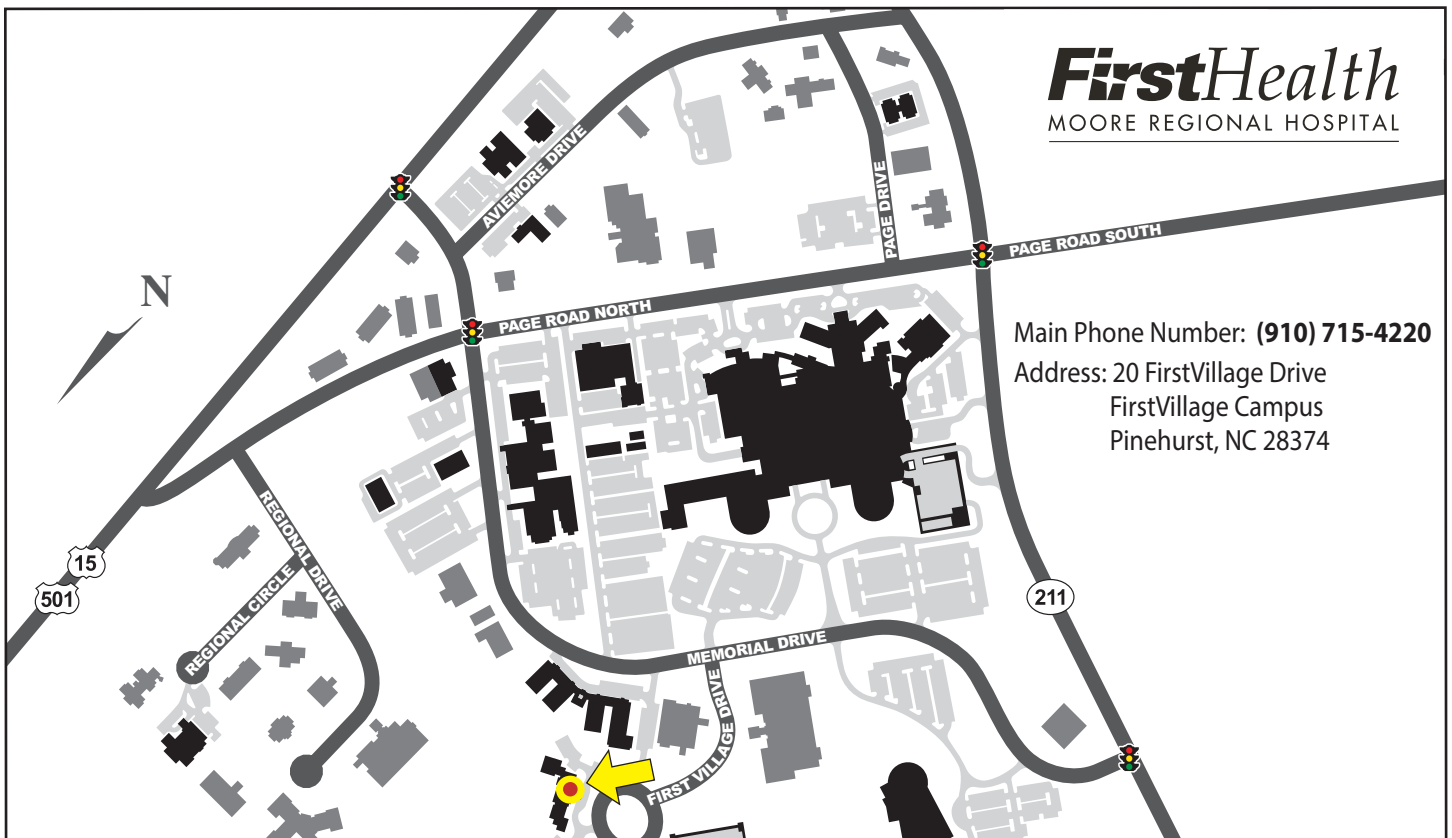 FirstHealth
MOORE REGIONAL HOSPITAL
AVIEMORE DRIVE
PAGE DRIVE
PAGE ROAD SOUTH
N
PAGE ROAD NORTH
Main Phone Number: (910) 715-4220
Address: 20 FirstVillage Drive
FirstVillage Campus
Pinehurst, NC 28374
REGIONAL DRIVE
15
501
REGIONAL CIRCLE
211
MEMORIAL DRIVE
FIRST VILLAGE DRIVE